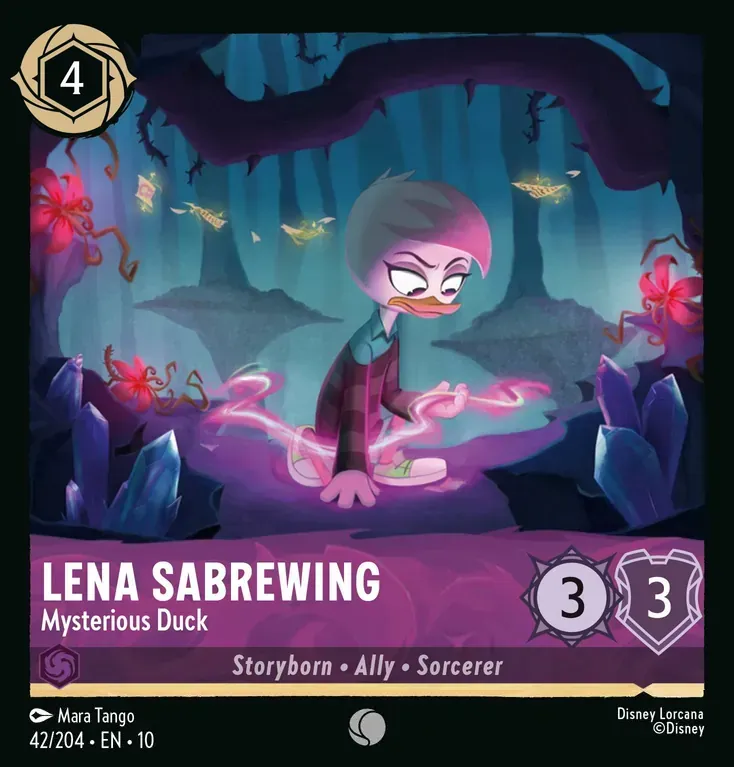 4
LENA SABREWING
Mysterious Duck
3
3
Storyborn • Ally • Sorcerer
Mara Tango
Disney Lorcana
42/204 • EN • 10
©Disney